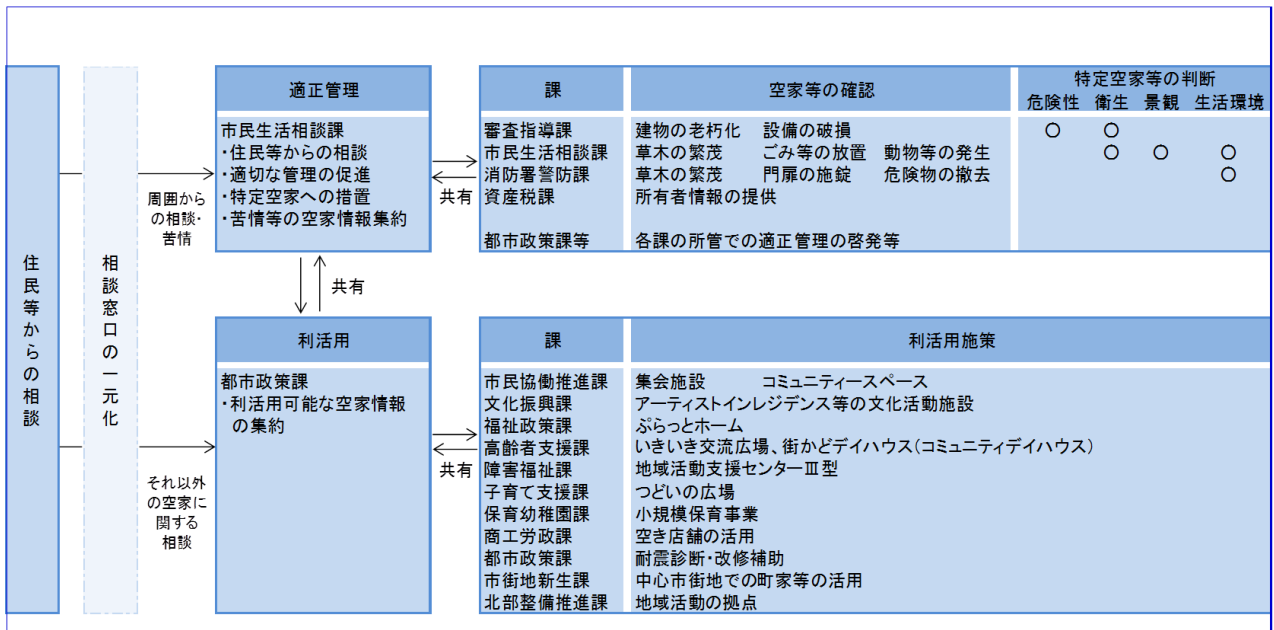 住民等からの相談
相談窓口の一元化
周囲から
の相談・
苦情
適正管理
市民生活相談課
・住民等からの相談
・適切な管理の促進
・特定空家への措置
・苦情等の空家情報集約
共有
課 空家等の確認 特定空家等の判断
危険性 衛生 景観 生活環境
審査指導課 建物の老朽化 設備の破損 ○ ○
市民生活相談課 草木の繁茂 ごみ等の放置 動物等の発生 ○ ○ ○
消防署警防課 草木の繁茂 門扉の施錠 危険物の撤去 ○
資産税課 所有者情報の提供
都市政策課等 各課の所管での適正管理の啓発等
共有
それ以外
の空家に
関する
相談
利活用
都市政策課
・利活用可能な空家情報
の集約
共有
課 利活用施策
市民協働推進課 集会施設 コミュニティースペース
文化振興課 アーティストインレジデンス等の文化活動施設
福祉政策課 ぷらっとホーム
高齢者支援課 いきいき交流広場、街かどデイハウス(コミュニティデイハウス)
障害福祉課 地域活動支援センターⅢ型
子育て支援課 つどいの広場
保育幼稚園課 小規模保育事業
商工労政課 空き店舗の活用
都市政策課 耐震診断・改修補助
市街地新生課 中心市街地での町家等の活用
北部整備推進課 地域活動の拠点